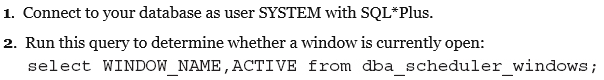 1. Connect to your database as user SYSTEM with SQL*Plus.
2. Run this query to determine whether a window is currently open:
select WINDOW_NAME,ACTIVE from dba_scheduler_windows;